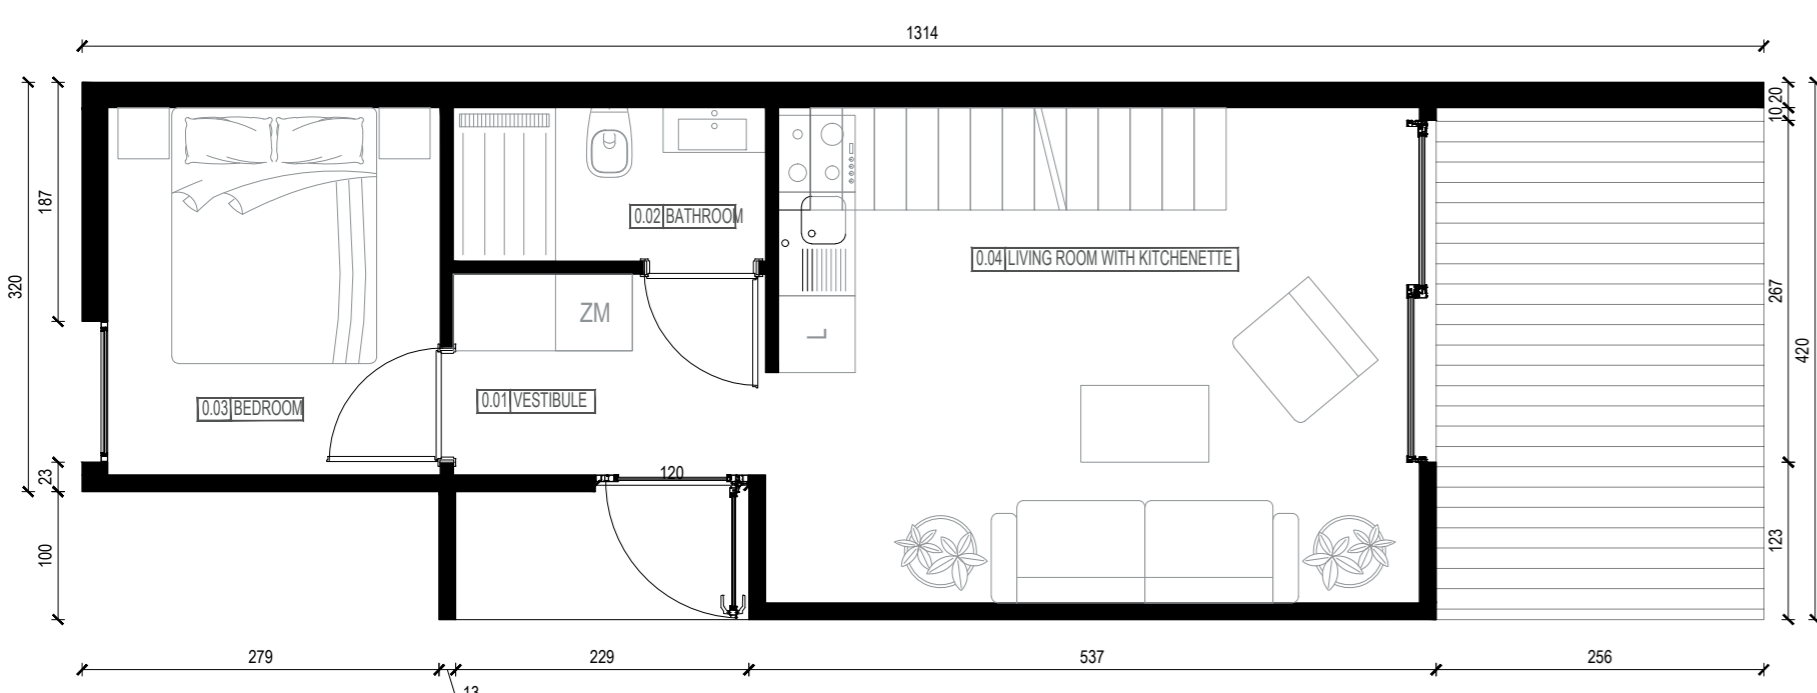 1314
20
10
187
0.02 BATHROOM
0.04 LIVING ROOM WITH KITCHENETTE
320
267
ZM
L
420
0.03 BEDROOM
0.01 VESTIBULE
23
120
100
123
279
229
537
256
13